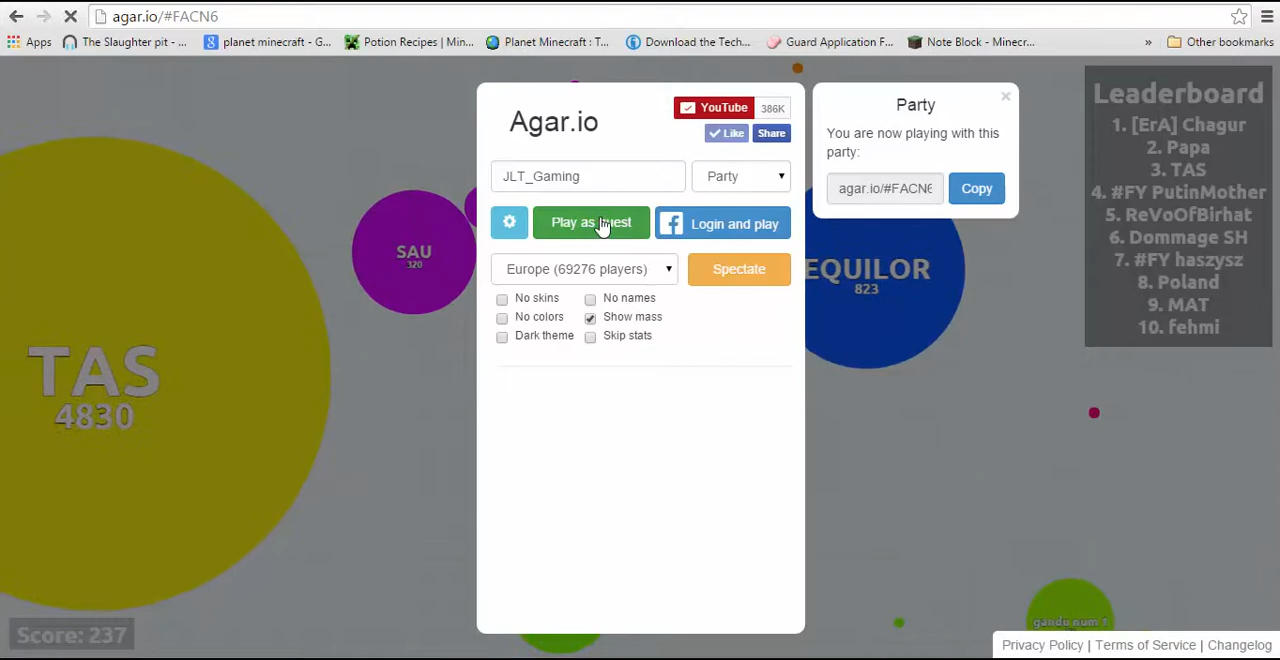 agar.io/#FACN6
Apps
The Slaughter pit - ...
planet minecraft - G...
Potion Recipes | Min...
Planet Minecraft : T...
Download the Tech...
Guard Application F...
Note Block - Minecr...
»
Other bookmarks
Agar.io
YouTube 386K
Like Share
JLT_Gaming
Party
Play as guest
Login and play
Europe (69276 players)
Spectate
No skins No names
No colors Show mass
Dark theme Skip stats
Party
You are now playing with this
party:
agar.io/#FACN6 Copy
Leaderboard
1. [ErA] Chagur
2. Papa
3. TAS
4. #FY PutinMother
5. ReVoOfBirhat
6. Dommage SH
7. #FY haszysz
8. Poland
9. MAT
10. fehmi
SAU
320
EQUILOR
823
TAS
4830
gandu num 1
Score: 237
Privacy Policy | Terms of Service | Changelog